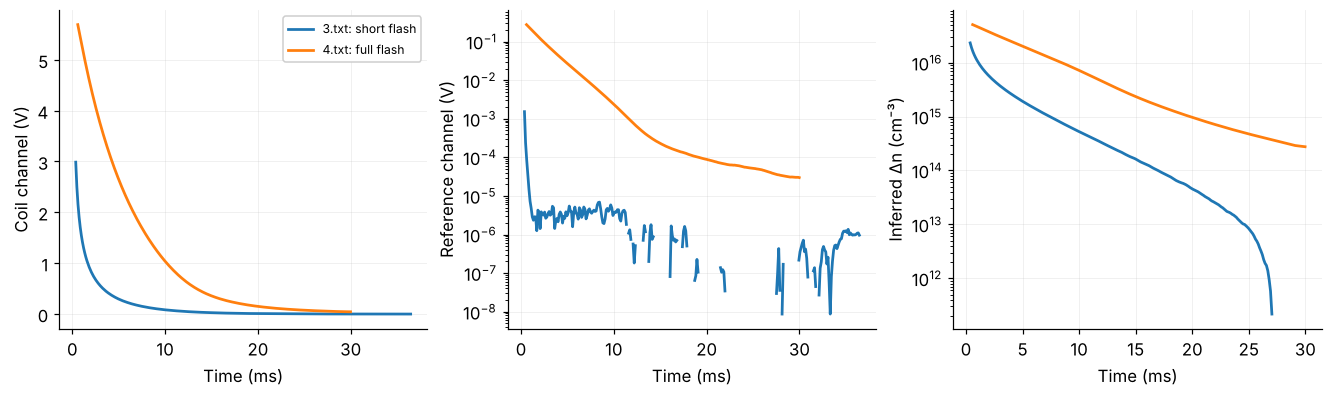 Coil channel (V)
5
4
3
2
1
0
3.txt: short flash
4.txt: full flash
0 10 20 30
Time (ms)
Reference channel (V)
10⁻¹
10⁻²
10⁻³
10⁻⁴
10⁻⁵
10⁻⁶
10⁻⁷
10⁻⁸
0 10 20 30
Time (ms)
Inferred Δn (cm⁻³)
10¹⁶
10¹⁵
10¹⁴
10¹³
10¹²
0 5 10 15 20 25 30
Time (ms)